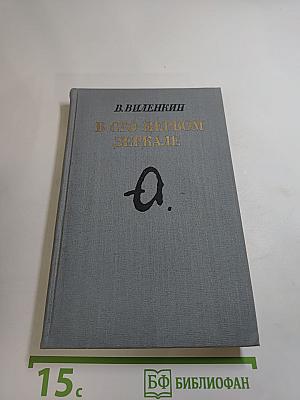 В. ВИЛЕНКИН
В СТО ПЕРВОМ
ЗЕРКАЛЕ
а.
15с
БФ БИБЛИОФАН